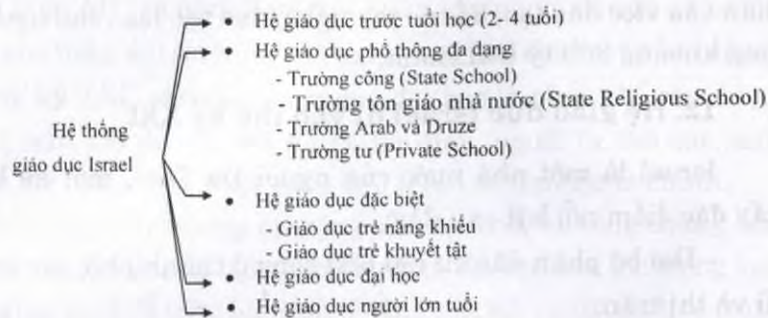 Hệ giáo dục trước tuổi học (2- 4 tuổi)
Hệ giáo dục phổ thông đa dạng
- Trường công (State School)
- Trường tôn giáo nhà nước (State Religious School)
- Trường Arab và Druze
- Trường tư (Private School)
Hệ thống
giáo dục Israel
Hệ giáo dục đặc biệt
- Giáo dục trẻ năng khiếu
- Giáo dục trẻ khuyết tật
Hệ giáo dục đại học
Hệ giáo dục người lớn tuổi